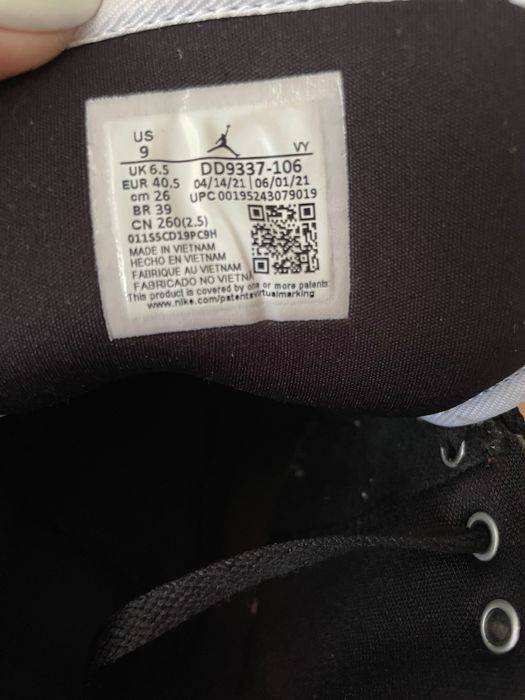 US
9
VY
UK 6.5 DD9337-106
EUR 40.5 04/14/21 06/01/21
cm 26 UPC 00195243079019
BR 39
CN 260(2.5)
011S5CD19PC9H
MADE IN VIETNAM
HECHO EN VIETNAM
FABRIQUE AU VIETNAM
FABRICADO NO VIETNA
This product is covered by one or more patents
www.nike.com/patentsvirtualmarking